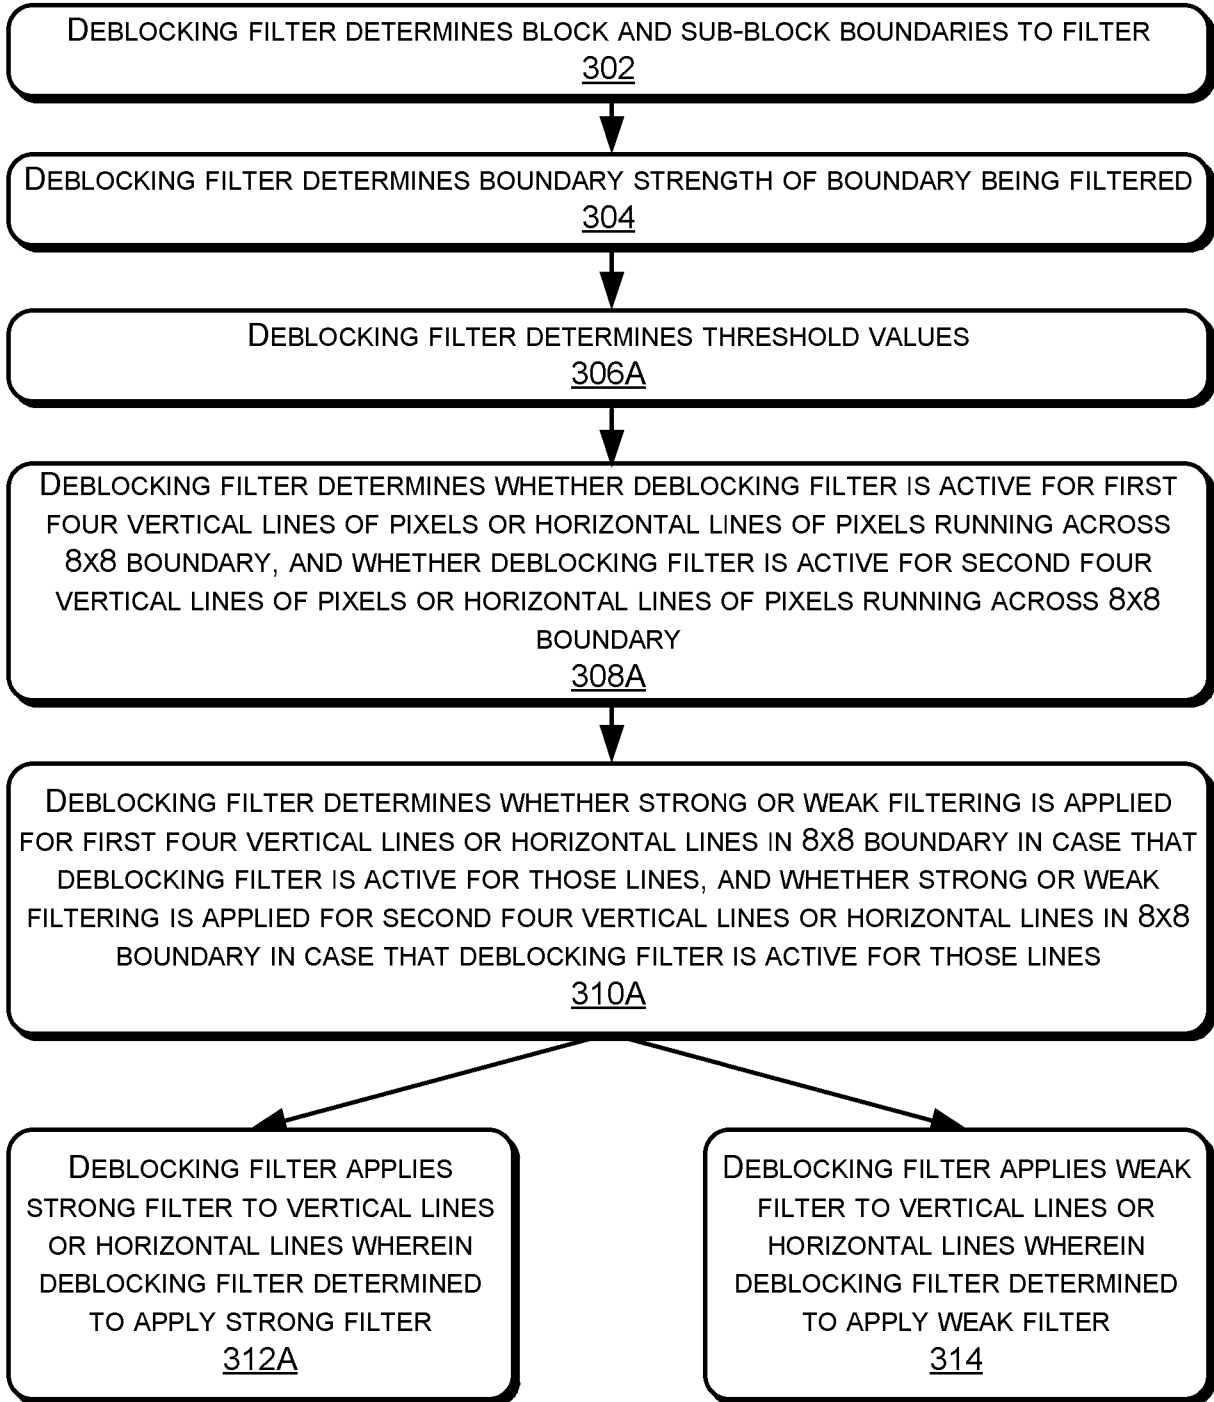 DEBLOCKING FILTER DETERMINES BLOCK AND SUB-BLOCK BOUNDARIES TO FILTER
302
DEBLOCKING FILTER DETERMINES BOUNDARY STRENGTH OF BOUNDARY BEING FILTERED
304
DEBLOCKING FILTER DETERMINES THRESHOLD VALUES
306A
DEBLOCKING FILTER DETERMINES WHETHER DEBLOCKING FILTER IS ACTIVE FOR FIRST
FOUR VERTICAL LINES OF PIXELS OR HORIZONTAL LINES OF PIXELS RUNNING ACROSS
8X8 BOUNDARY, AND WHETHER DEBLOCKING FILTER IS ACTIVE FOR SECOND FOUR
VERTICAL LINES OF PIXELS OR HORIZONTAL LINES OF PIXELS RUNNING ACROSS 8X8
BOUNDARY
308A
DEBLOCKING FILTER DETERMINES WHETHER STRONG OR WEAK FILTERING IS APPLIED
FOR FIRST FOUR VERTICAL LINES OR HORIZONTAL LINES IN 8X8 BOUNDARY IN CASE THAT
DEBLOCKING FILTER IS ACTIVE FOR THOSE LINES, AND WHETHER STRONG OR WEAK
FILTERING IS APPLIED FOR SECOND FOUR VERTICAL LINES OR HORIZONTAL LINES IN 8X8
BOUNDARY IN CASE THAT DEBLOCKING FILTER IS ACTIVE FOR THOSE LINES
310A
DEBLOCKING FILTER APPLIES
STRONG FILTER TO VERTICAL LINES
OR HORIZONTAL LINES WHEREIN
DEBLOCKING FILTER DETERMINED
TO APPLY STRONG FILTER
312A
DEBLOCKING FILTER APPLIES WEAK
FILTER TO VERTICAL LINES OR
HORIZONTAL LINES WHEREIN
DEBLOCKING FILTER DETERMINED
TO APPLY WEAK FILTER
314